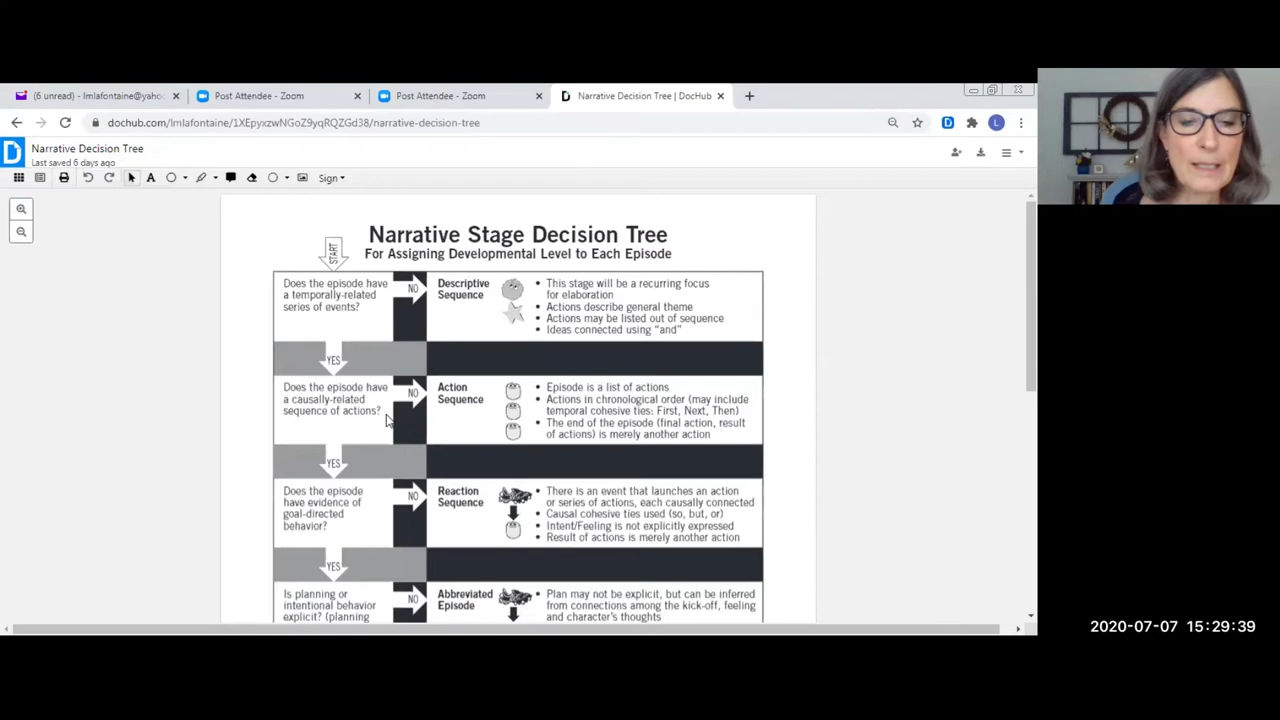 (6 unread) - lmlafontaine@yaho
Post Attendee - Zoom
Post Attendee - Zoom
Narrative Decision Tree | DocHub
dochub.com/lmlafontaine/1XEpyxzwNGoZ9yqRQZGd38/narrative-decision-tree
L
Narrative Decision Tree
Last saved 6 days ago
Sign
Narrative Stage Decision Tree
For Assigning Developmental Level to Each Episode
START
Does the episode have
a temporally-related
series of events?
NO
Descriptive
Sequence
• This stage will be a recurring focus
for elaboration
• Actions describe general theme
• Actions may be listed out of sequence
• Ideas connected using “and”
YES
Does the episode have
a causally-related
sequence of actions?
NO
Action
Sequence
• Episode is a list of actions
• Actions in chronological order (may include
temporal cohesive ties: First, Next, Then)
• The end of the episode (final action, result
of actions) is merely another action
YES
Does the episode
have evidence of
goal-directed
behavior?
NO
Reaction
Sequence
• There is an event that launches an action
or series of actions, each causally connected
• Causal cohesive ties used (so, but, or)
• Intent/Feeling is not explicitly expressed
• Result of actions is merely another action
YES
Is planning or
intentional behavior
explicit? (planning
NO
Abbreviated
Episode
• Plan may not be explicit, but can be inferred
from connections among the kick-off, feeling
and character’s thoughts
2020-07-07 15:29:39